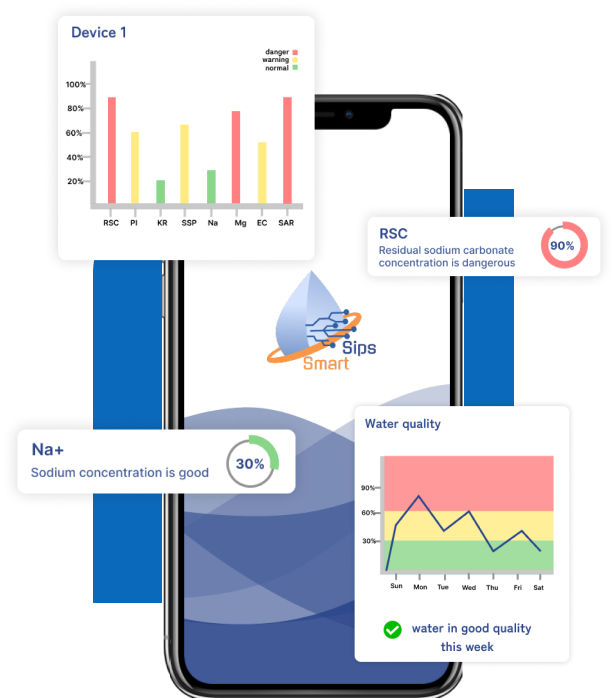 Device 1
danger
warning
normal
100%
80%
60%
40%
20%
RSC PI KR SSP Na Mg EC SAR
RSC
Residual sodium carbonate
concentration is dangerous
90%
Sips
Smart
Na+
Sodium concentration is good
30%
Water quality
90%
60%
30%
Sun Mon Tue Wed Thu Fri Sat
water in good quality
this week